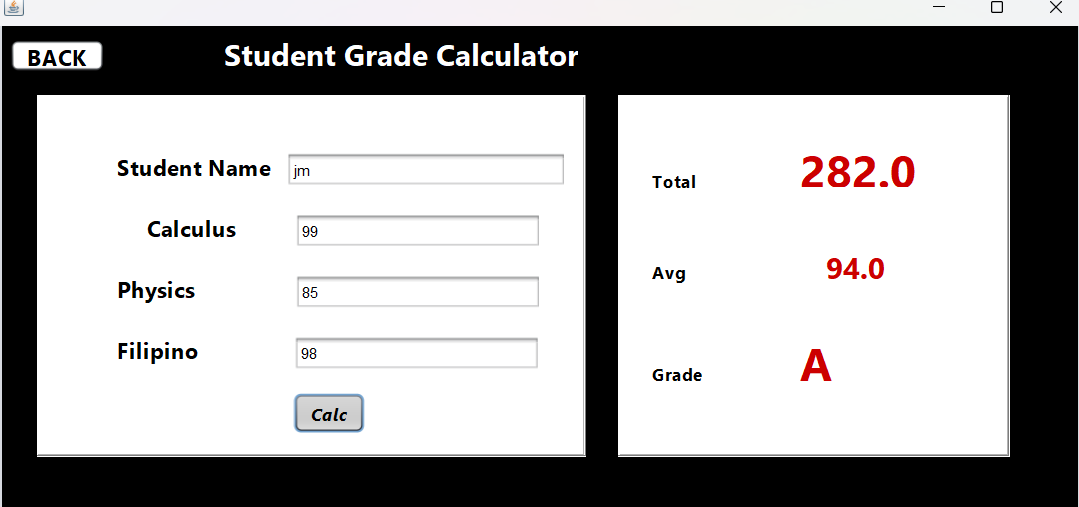 BACK
Student Grade Calculator
Student Name jm
Calculus 99
Physics 85
Filipino 98
Calc
Total 282.0
Avg 94.0
Grade A